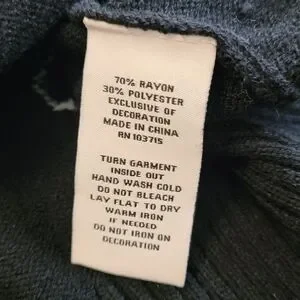 70% RAYON
30% POLYESTER
EXCLUSIVE OF
DECORATION
MADE IN CHINA
RN 103715
TURN GARMENT
INSIDE OUT
HAND WASH COLD
DO NOT BLEACH
LAY FLAT TO DRY
WARM IRON
IF NEEDED
DO NOT IRON ON
DECORATION